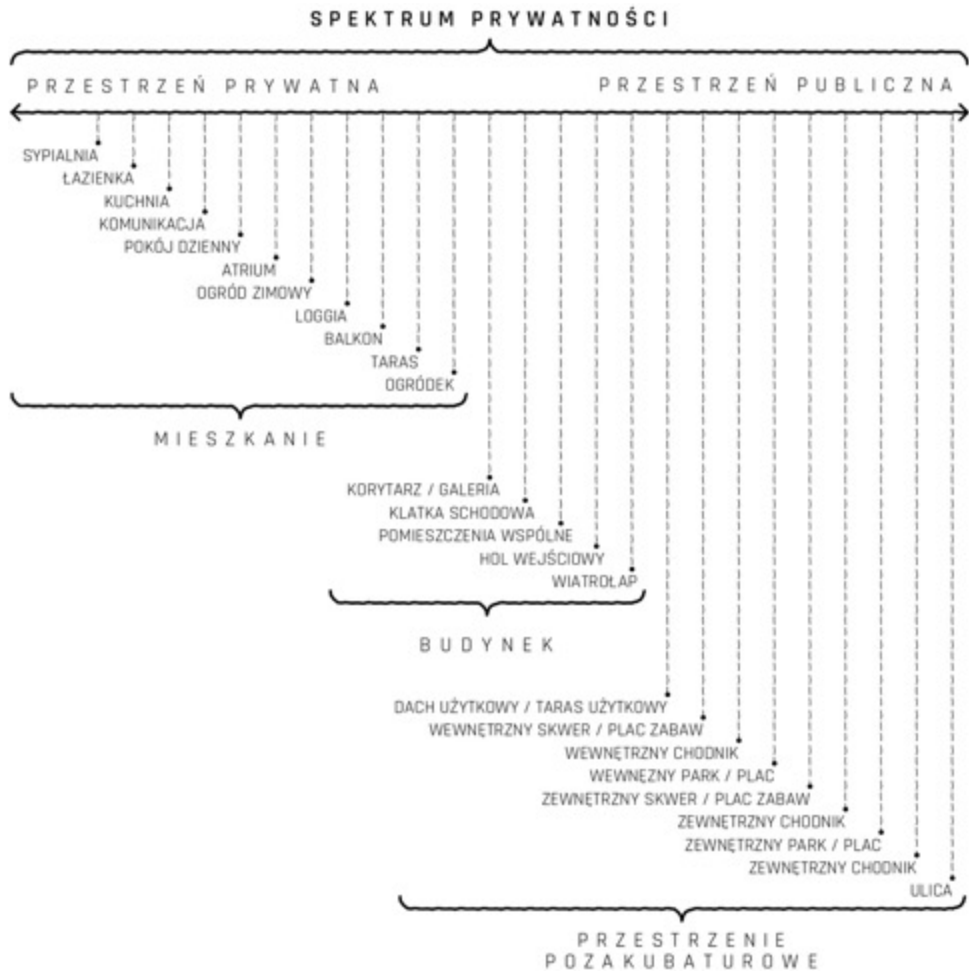 SPEKTRUM PRYWATNOŚCI
PRZESTRZEŃ PRYWATNA
PRZESTRZEŃ PUBLICZNA
SYPIALNIA
ŁAZIENKA
KUCHNIA
KOMUNIKACJA
POKÓJ DZIENNY
ATRIUM
OGRÓD ZIMOWY
LOGGIA
BALKON
TARAS
OGRÓDEK
MIESZKANIE
KORYTARZ / GALERIA
KLATKA SCHODOWA
POMIESZCZENIA WSPÓLNE
HOL WEJŚCIOWY
WIATROŁAP
BUDYNEK
DACH UŻYTKOWY / TARAS UŻYTKOWY
WEWNĘTRZNY SKWER / PLAC ZABAW
WEWNĘTRZNY CHODNIK
WEWNĘZNY PARK / PLAC
ZEWNĘTRZNY SKWER / PLAC ZABAW
ZEWNĘTRZNY CHODNIK
ZEWNĘTRZNY PARK / PLAC
ZEWNĘTRZNY CHODNIK
ULICA
PRZESTRZENIE
POZAKUBATUROWE